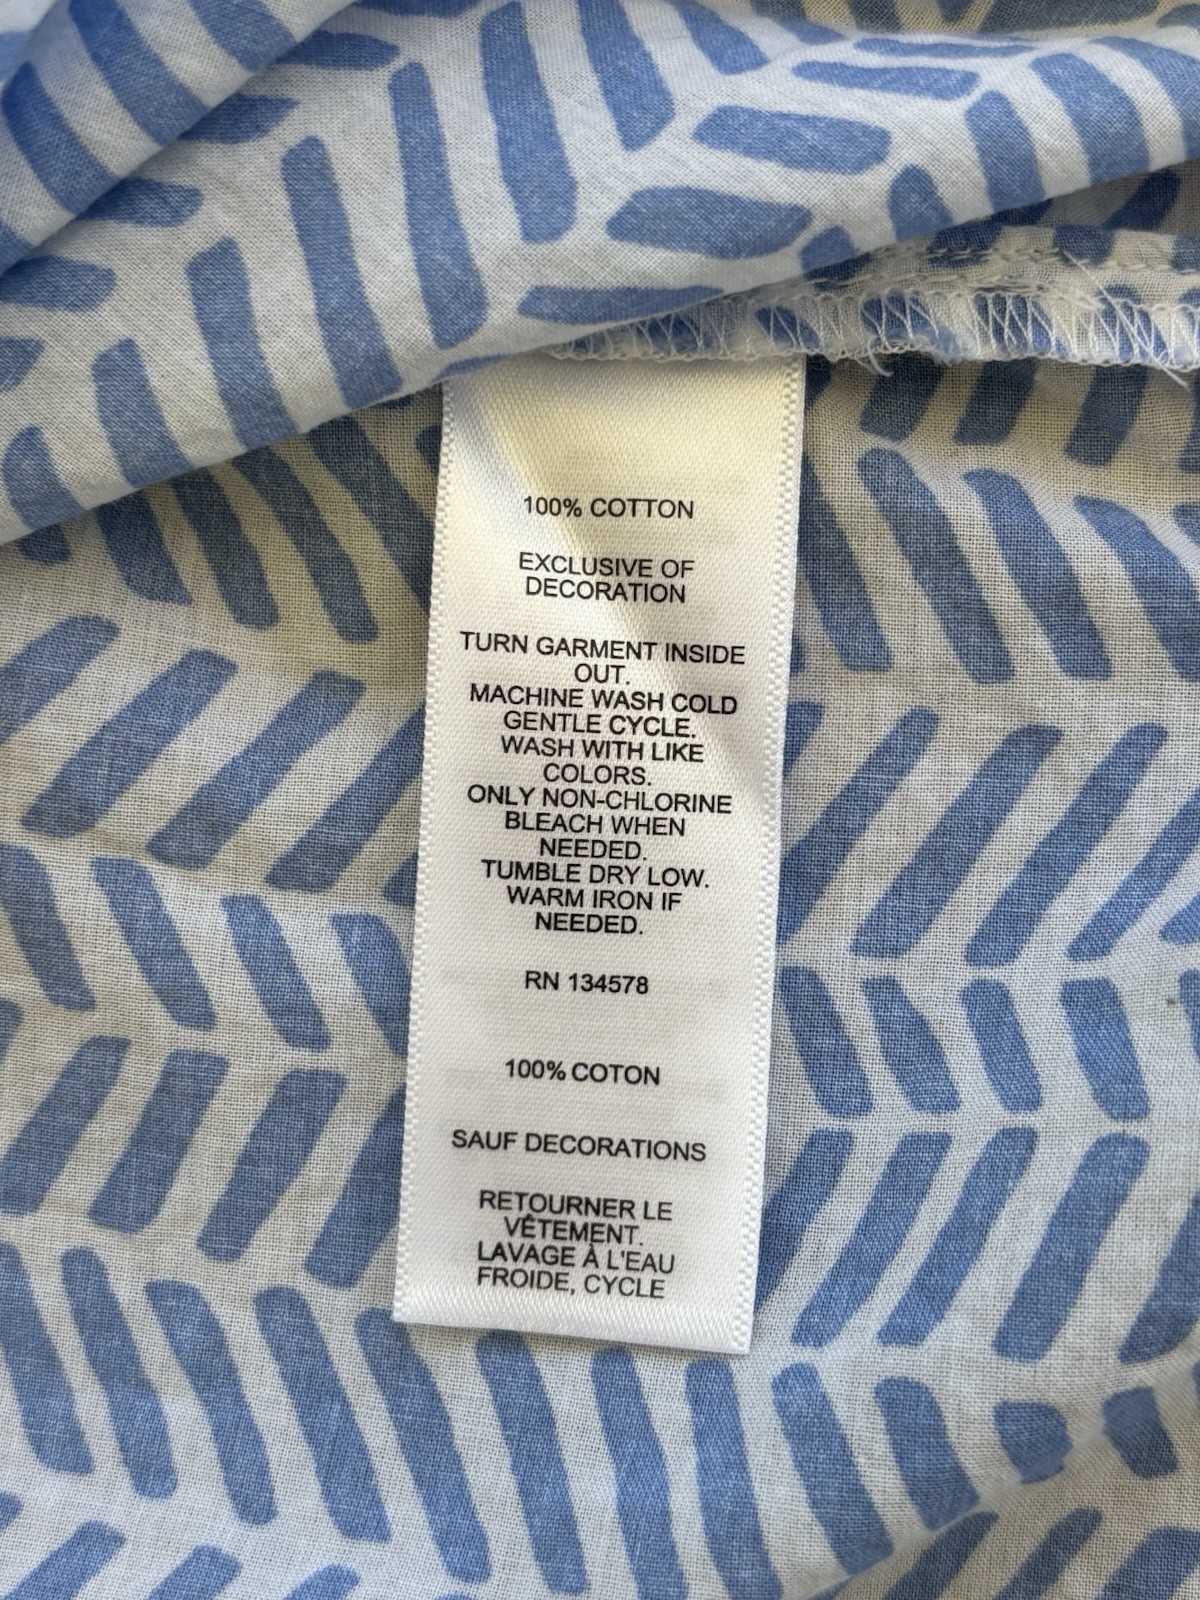 100% COTTON
EXCLUSIVE OF
DECORATION
TURN GARMENT INSIDE
OUT.
MACHINE WASH COLD
GENTLE CYCLE.
WASH WITH LIKE
COLORS.
ONLY NON-CHLORINE
BLEACH WHEN
NEEDED.
TUMBLE DRY LOW.
WARM IRON IF
NEEDED.
RN 134578
100% COTON
SAUF DECORATIONS
RETOURNER LE
VÊTEMENT.
LAVAGE À L'EAU
FROIDE, CYCLE